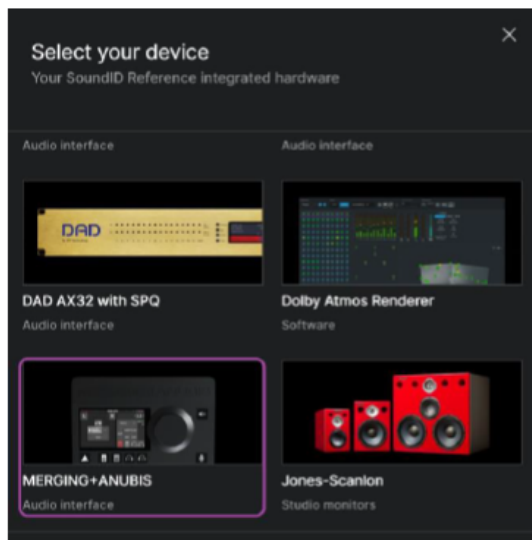 Select your device
Your SoundID Reference integrated hardware
Audio interface
Audio interface
DAD
DAD AX32 with SPQ
Audio interface
Dolby Atmos Renderer
Software
MERGING+ANUBIS
Audio interface
Jones-Scanlon
Studio monitors